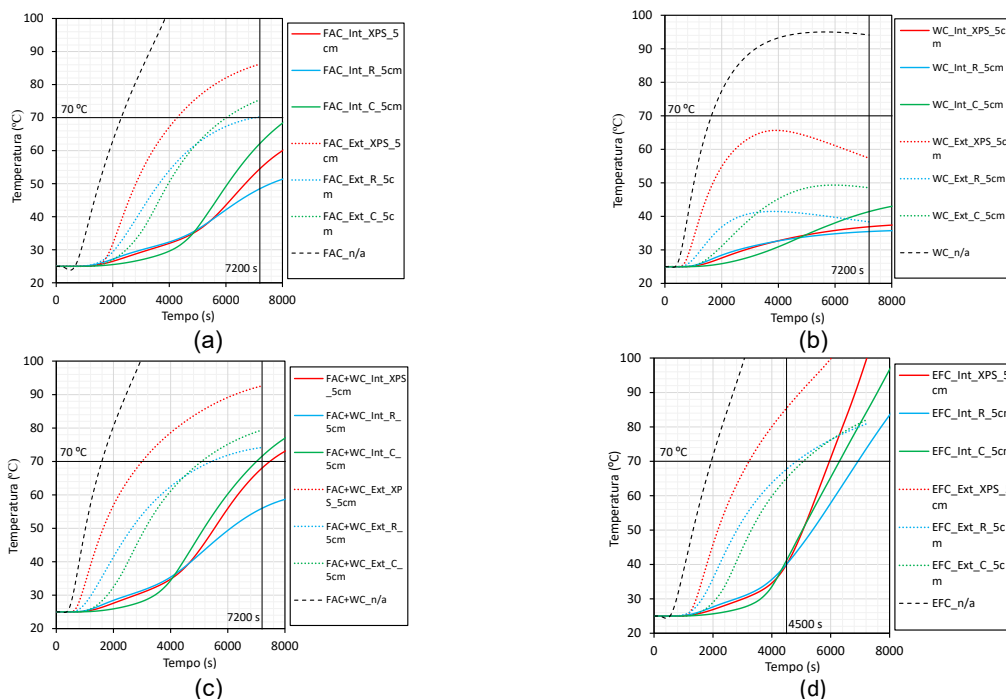 100
90
80
70
60
50
40
30
20
Temperatura (ºC)
70 ºC
7200 s
0
2000
4000
6000
8000
Tempo (s)
FAC_Int_XPS_5
cm
FAC_Int_R_5cm
FAC_Int_C_5cm
FAC_Ext_XPS_5
cm
FAC_Ext_R_5c
m
FAC_Ext_C_5c
m
FAC_n/a
(a)
100
90
80
70
60
50
40
30
20
Temperatura (ºC)
70 ºC
7200 s
0
2000
4000
6000
8000
Tempo (s)
WC_Int_XPS_5c
m
WC_Int_R_5cm
WC_Int_C_5cm
WC_Ext_XPS_5c
m
WC_Ext_R_5cm
WC_Ext_C_5cm
WC_n/a
(b)
100
90
80
70
60
50
40
30
20
Temperatura (ºC)
70 ºC
7200 s
0
2000
4000
6000
8000
Tempo (s)
FAC+WC_Int_XPS
_5cm
FAC+WC_Int_R_
5cm
FAC+WC_Int_C_
5cm
FAC+WC_Ext_XP
S_5cm
FAC+WC_Ext_R_
5cm
FAC+WC_Ext_C_
5cm
FAC+WC_n/a
(c)
100
90
80
70
60
50
40
30
20
Temperatura (ºC)
70 ºC
4500 s
0
2000
4000
6000
8000
Tempo (s)
EFC_Int_XPS_5
cm
EFC_Int_R_5cm
EFC_Int_C_5cm
EFC_Ext_XPS_
5cm
EFC_Ext_R_5c
m
EFC_Ext_C_5c
m
EFC_n/a
(d)